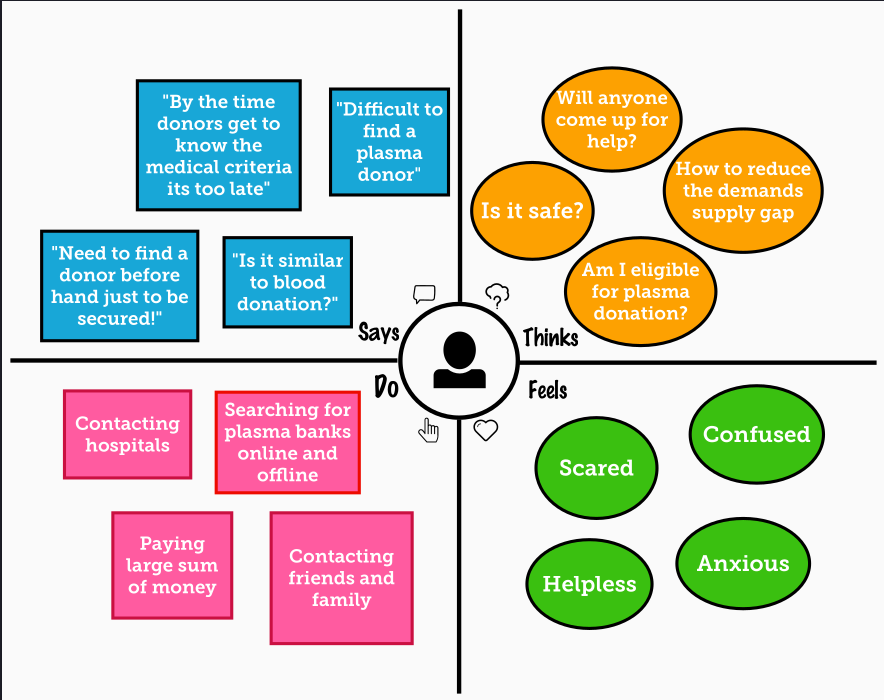 "By the time
donors get to
know the
medical criteria
its too late"
"Difficult to
find a
plasma
donor"
"Need to find a
donor before
hand just to be
secured!"
"Is it similar
to blood
donation?"
Says
Will anyone
come up for
help?
How to reduce
the demands
supply gap
Is it safe?
Am I eligible
for plasma
donation?
Thinks
Do
Contacting
hospitals
Searching for
plasma banks
online and
offline
Paying
large sum
of money
Contacting
friends and
family
Feels
Confused
Scared
Anxious
Helpless